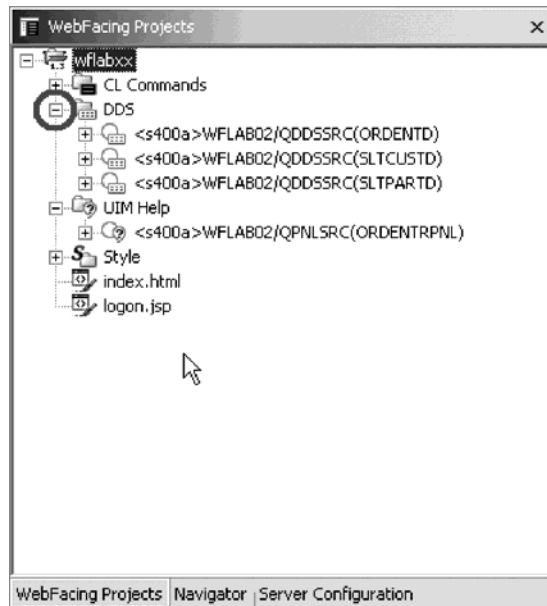 WebFacing Projects
wflabxx
CL Commands
DDS
<s400a>WFLAB02/QDDSSRC(ORDENTD)
<s400a>WFLAB02/QDDSSRC(SLTCUSTD)
<s400a>WFLAB02/QDDSSRC(SLTPARTD)
UIM Help
<s400a>WFLAB02/QPNLSRC(ORDENTRPNL)
Style
index.html
logon.jsp
WebFacing Projects Navigator Server Configuration